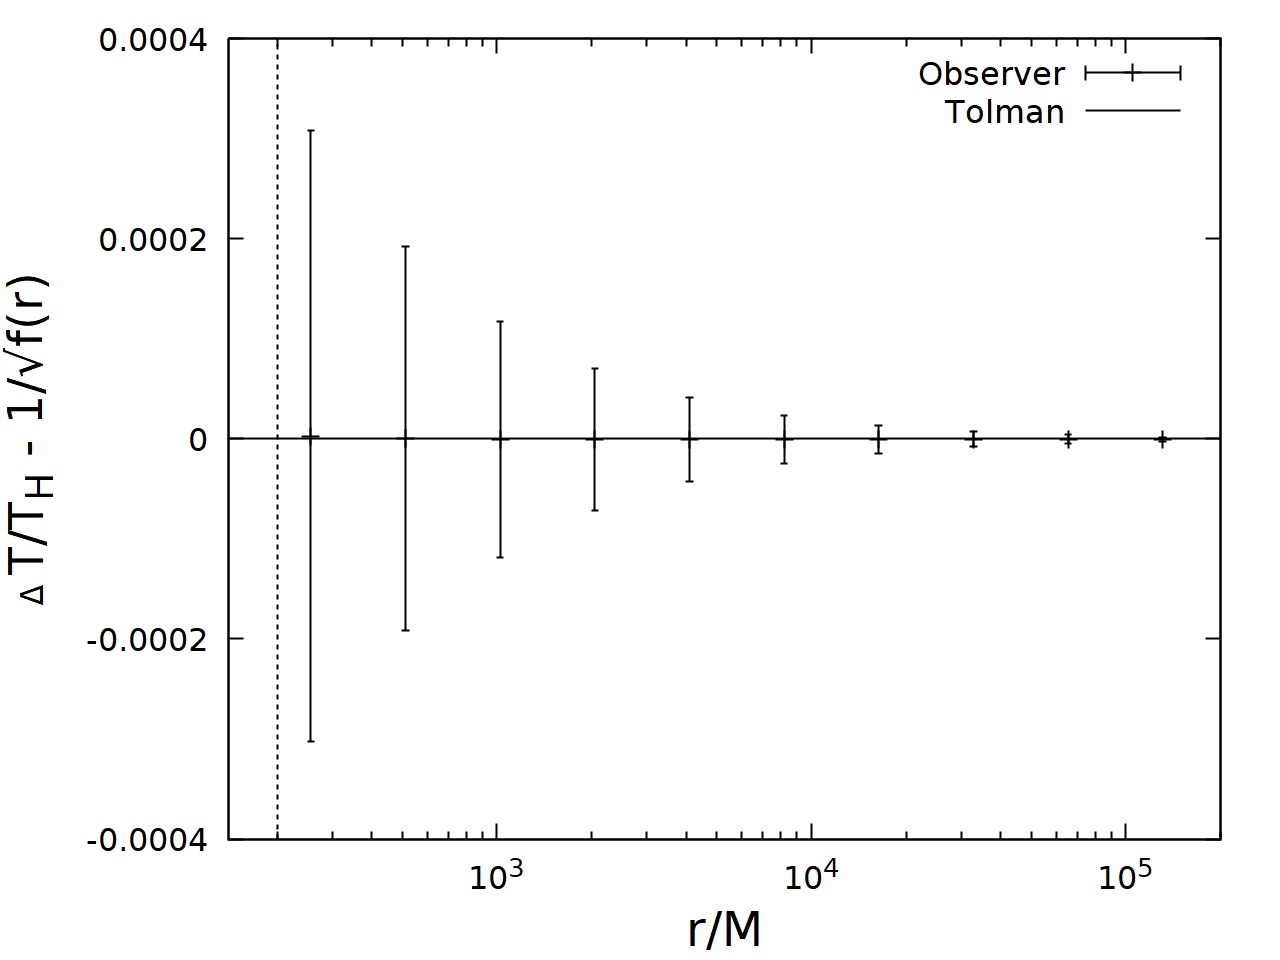 0.0004
0.0002
0
-0.0002
-0.0004
Δ T/T_H - 1/√f(r)
Observer
Tolman
10³
10⁴
10⁵
r/M